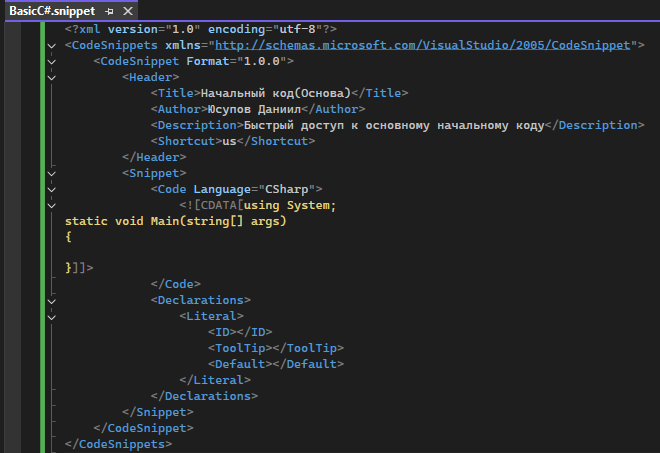 BasicC#.snippet
<?xml version="1.0" encoding="utf-8"?>
<CodeSnippets xmlns="http://schemas.microsoft.com/VisualStudio/2005/CodeSnippet">
<CodeSnippet Format="1.0.0">
<Header>
<Title>Начальный код(Основа)</Title>
<Author>Юсупов Даниил</Author>
<Description>Быстрый доступ к основному начальному коду</Description>
<Shortcut>us</Shortcut>
</Header>
<Snippet>
<Code Language="CSharp">
<![CDATA[using System;
static void Main(string[] args)
{
}]]>
</Code>
<Declarations>
<Literal>
<ID></ID>
<ToolTip></ToolTip>
<Default></Default>
</Literal>
</Declarations>
</Snippet>
</CodeSnippet>
</CodeSnippets>